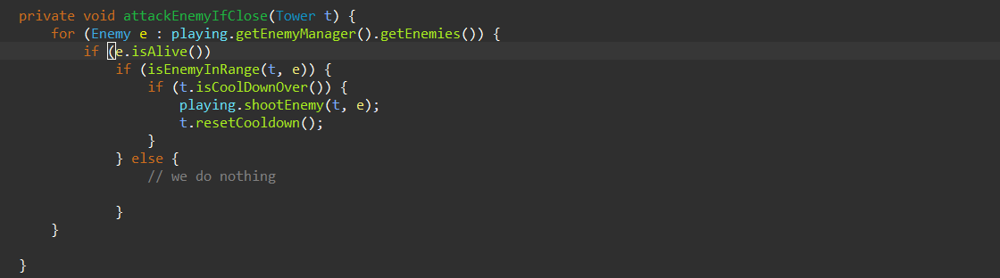 private void attackEnemyIfClose(Tower t) {
for (Enemy e : playing.getEnemyManager().getEnemies()) {
if (e.isAlive())
if (isEnemyInRange(t, e)) {
if (t.isCoolDownOver()) {
playing.shootEnemy(t, e);
t.resetCooldown();
}
} else {
// we do nothing
}
}
}